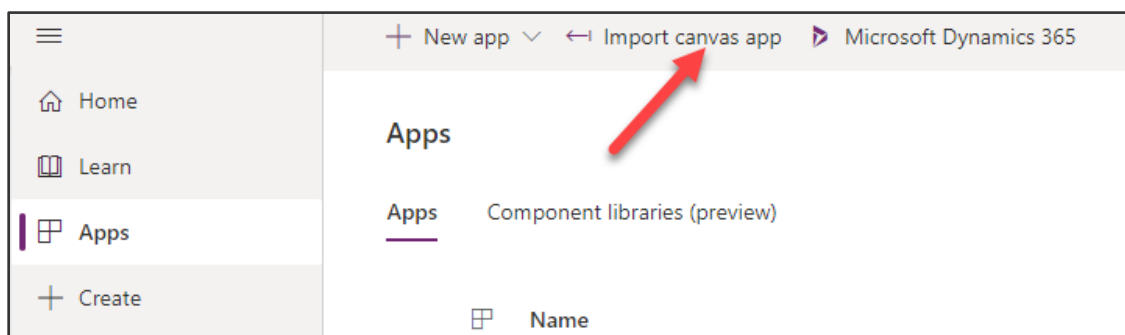 New app
Import canvas app
Microsoft Dynamics 365
Home
Learn
Apps
Create
Apps
Apps
Component libraries (preview)
Name